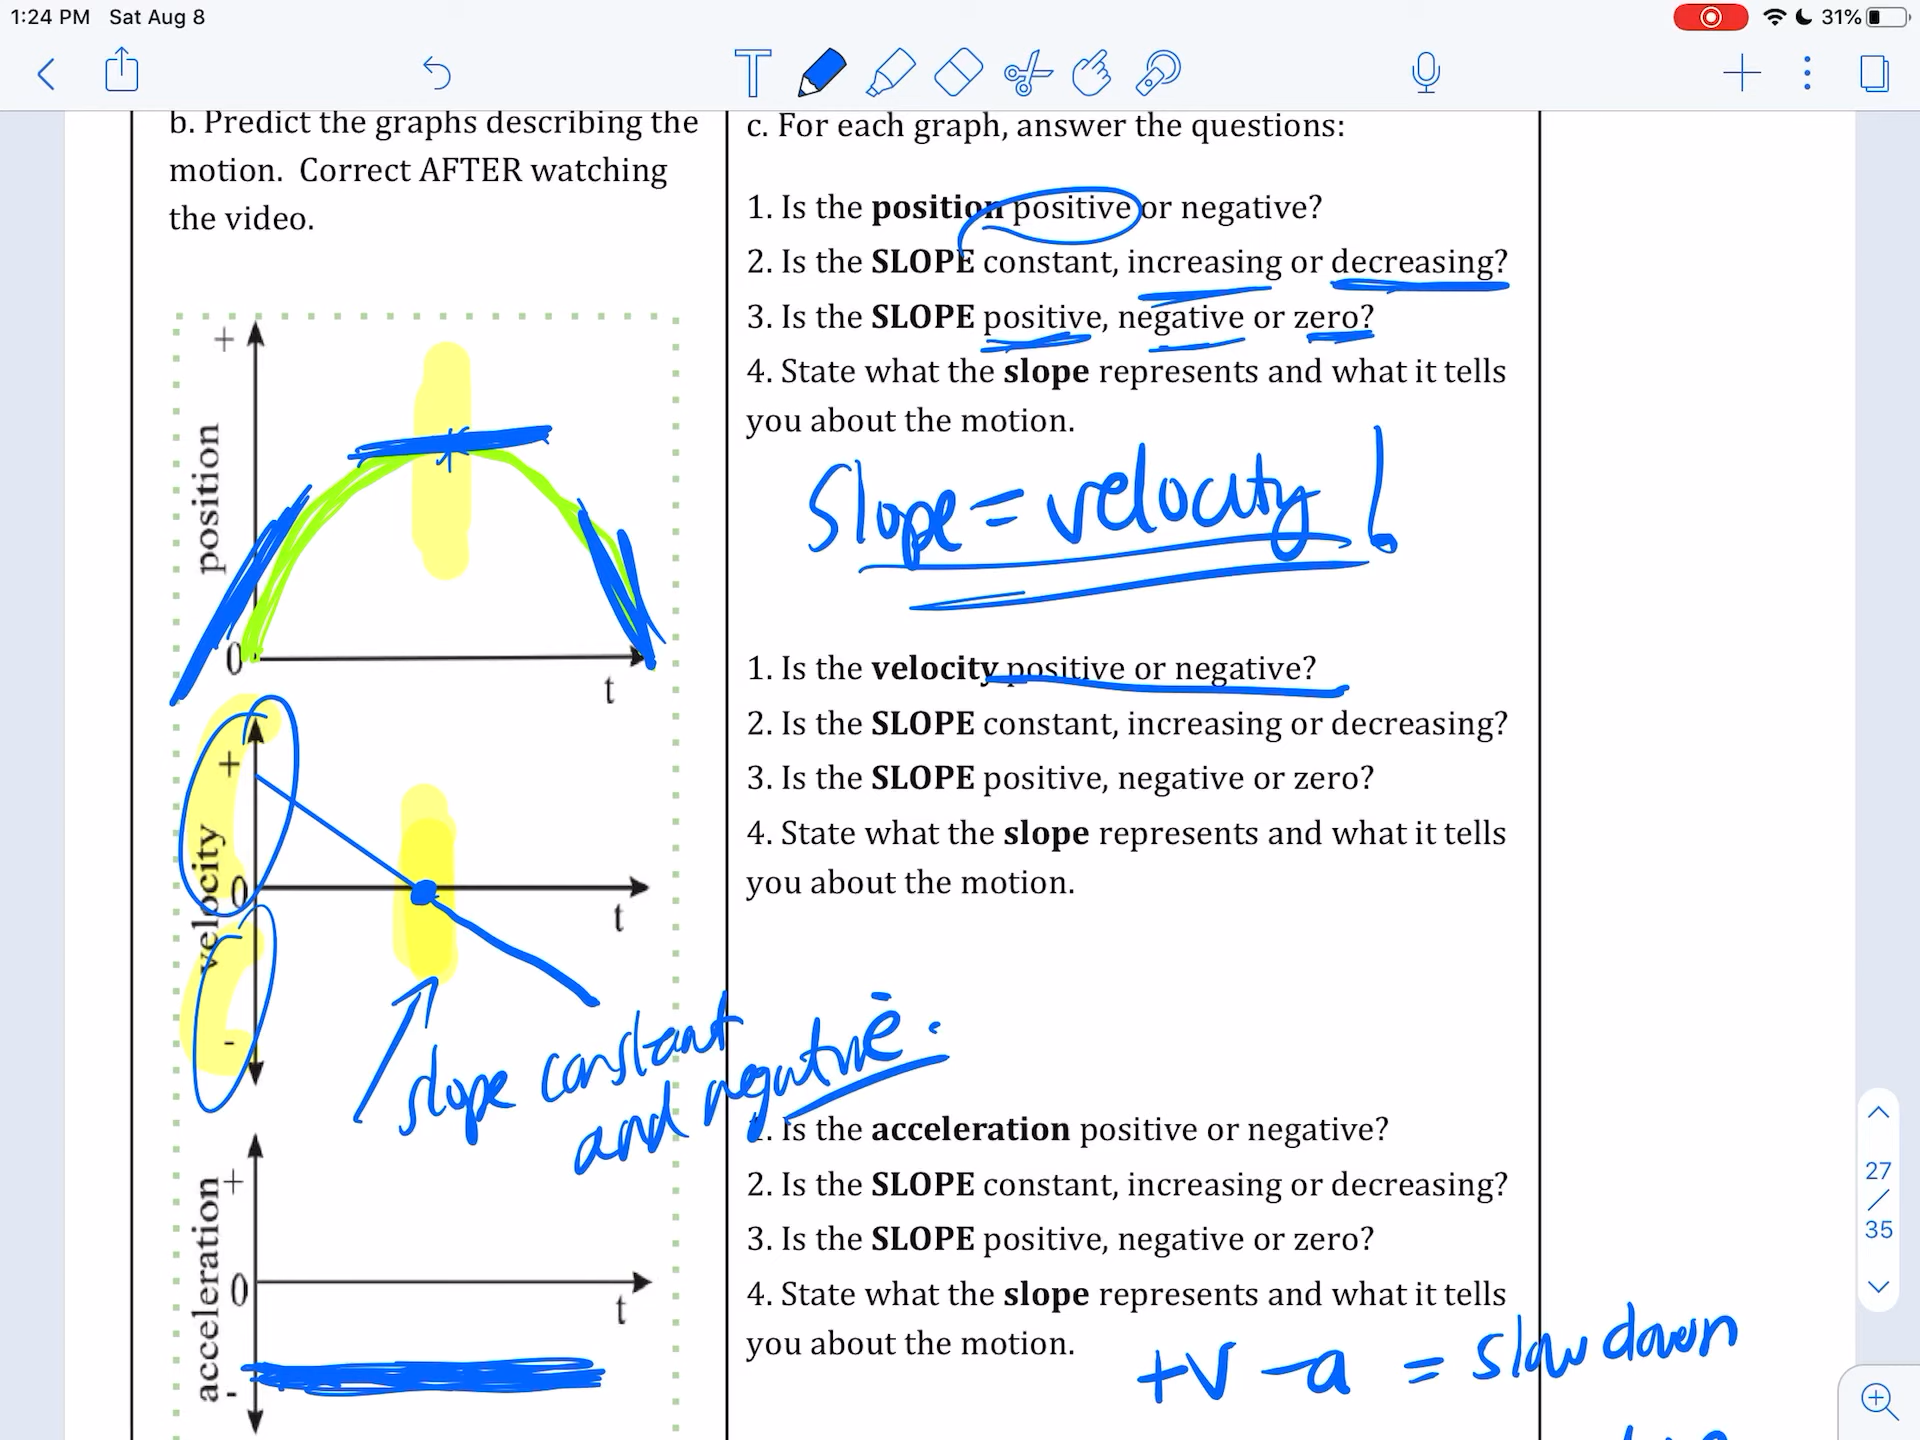 1:24 PM Sat Aug 8
31%
T
b. Predict the graphs describing the
motion. Correct AFTER watching
the video.
+
position
0
t
+
velocity
0
t
-
slope constant
and negative.
+
acceleration
0
t
-
c. For each graph, answer the questions:
1. Is the position positive or negative?
2. Is the SLOPE constant, increasing or decreasing?
3. Is the SLOPE positive, negative or zero?
4. State what the slope represents and what it tells
you about the motion.
Slope = velocity !
1. Is the velocity positive or negative?
2. Is the SLOPE constant, increasing or decreasing?
3. Is the SLOPE positive, negative or zero?
4. State what the slope represents and what it tells
you about the motion.
1. Is the acceleration positive or negative?
2. Is the SLOPE constant, increasing or decreasing?
3. Is the SLOPE positive, negative or zero?
4. State what the slope represents and what it tells
you about the motion.
+v -a = slow down
27
/
35